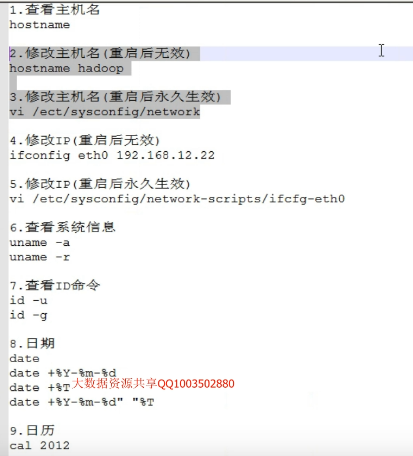 1.查看主机名
hostname
2.修改主机名(重启后无效)
hostname hadoop
3.修改主机名(重启后永久生效)
vi /ect/sysconfig/network
4.修改IP(重启后无效)
ifconfig eth0 192.168.12.22
5.修改IP(重启后永久生效)
vi /etc/sysconfig/network-scripts/ifcfg-eth0
6.查看系统信息
uname -a
uname -r
7.查看ID命令
id -u
id -g
8.日期
date
date +%Y-%m-%d
date +%T大数据资源共享QQ1003502880
date +%Y-%m-%d" "%T
9.日历
cal 2012